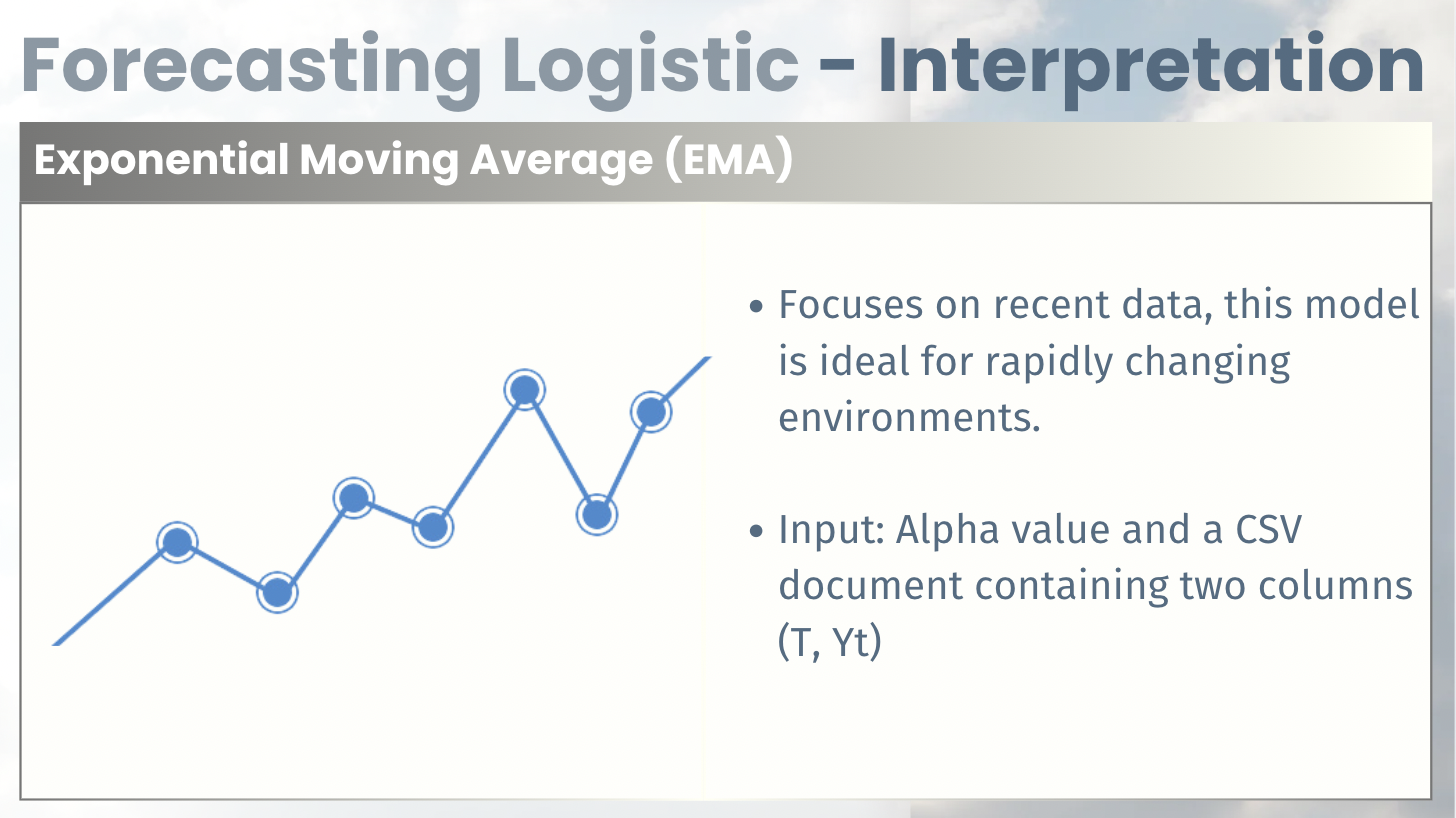 Forecasting Logistic - Interpretation
Exponential Moving Average (EMA)
• Focuses on recent data, this model
is ideal for rapidly changing
environments.
• Input: Alpha value and a CSV
document containing two columns
(T, Yt)